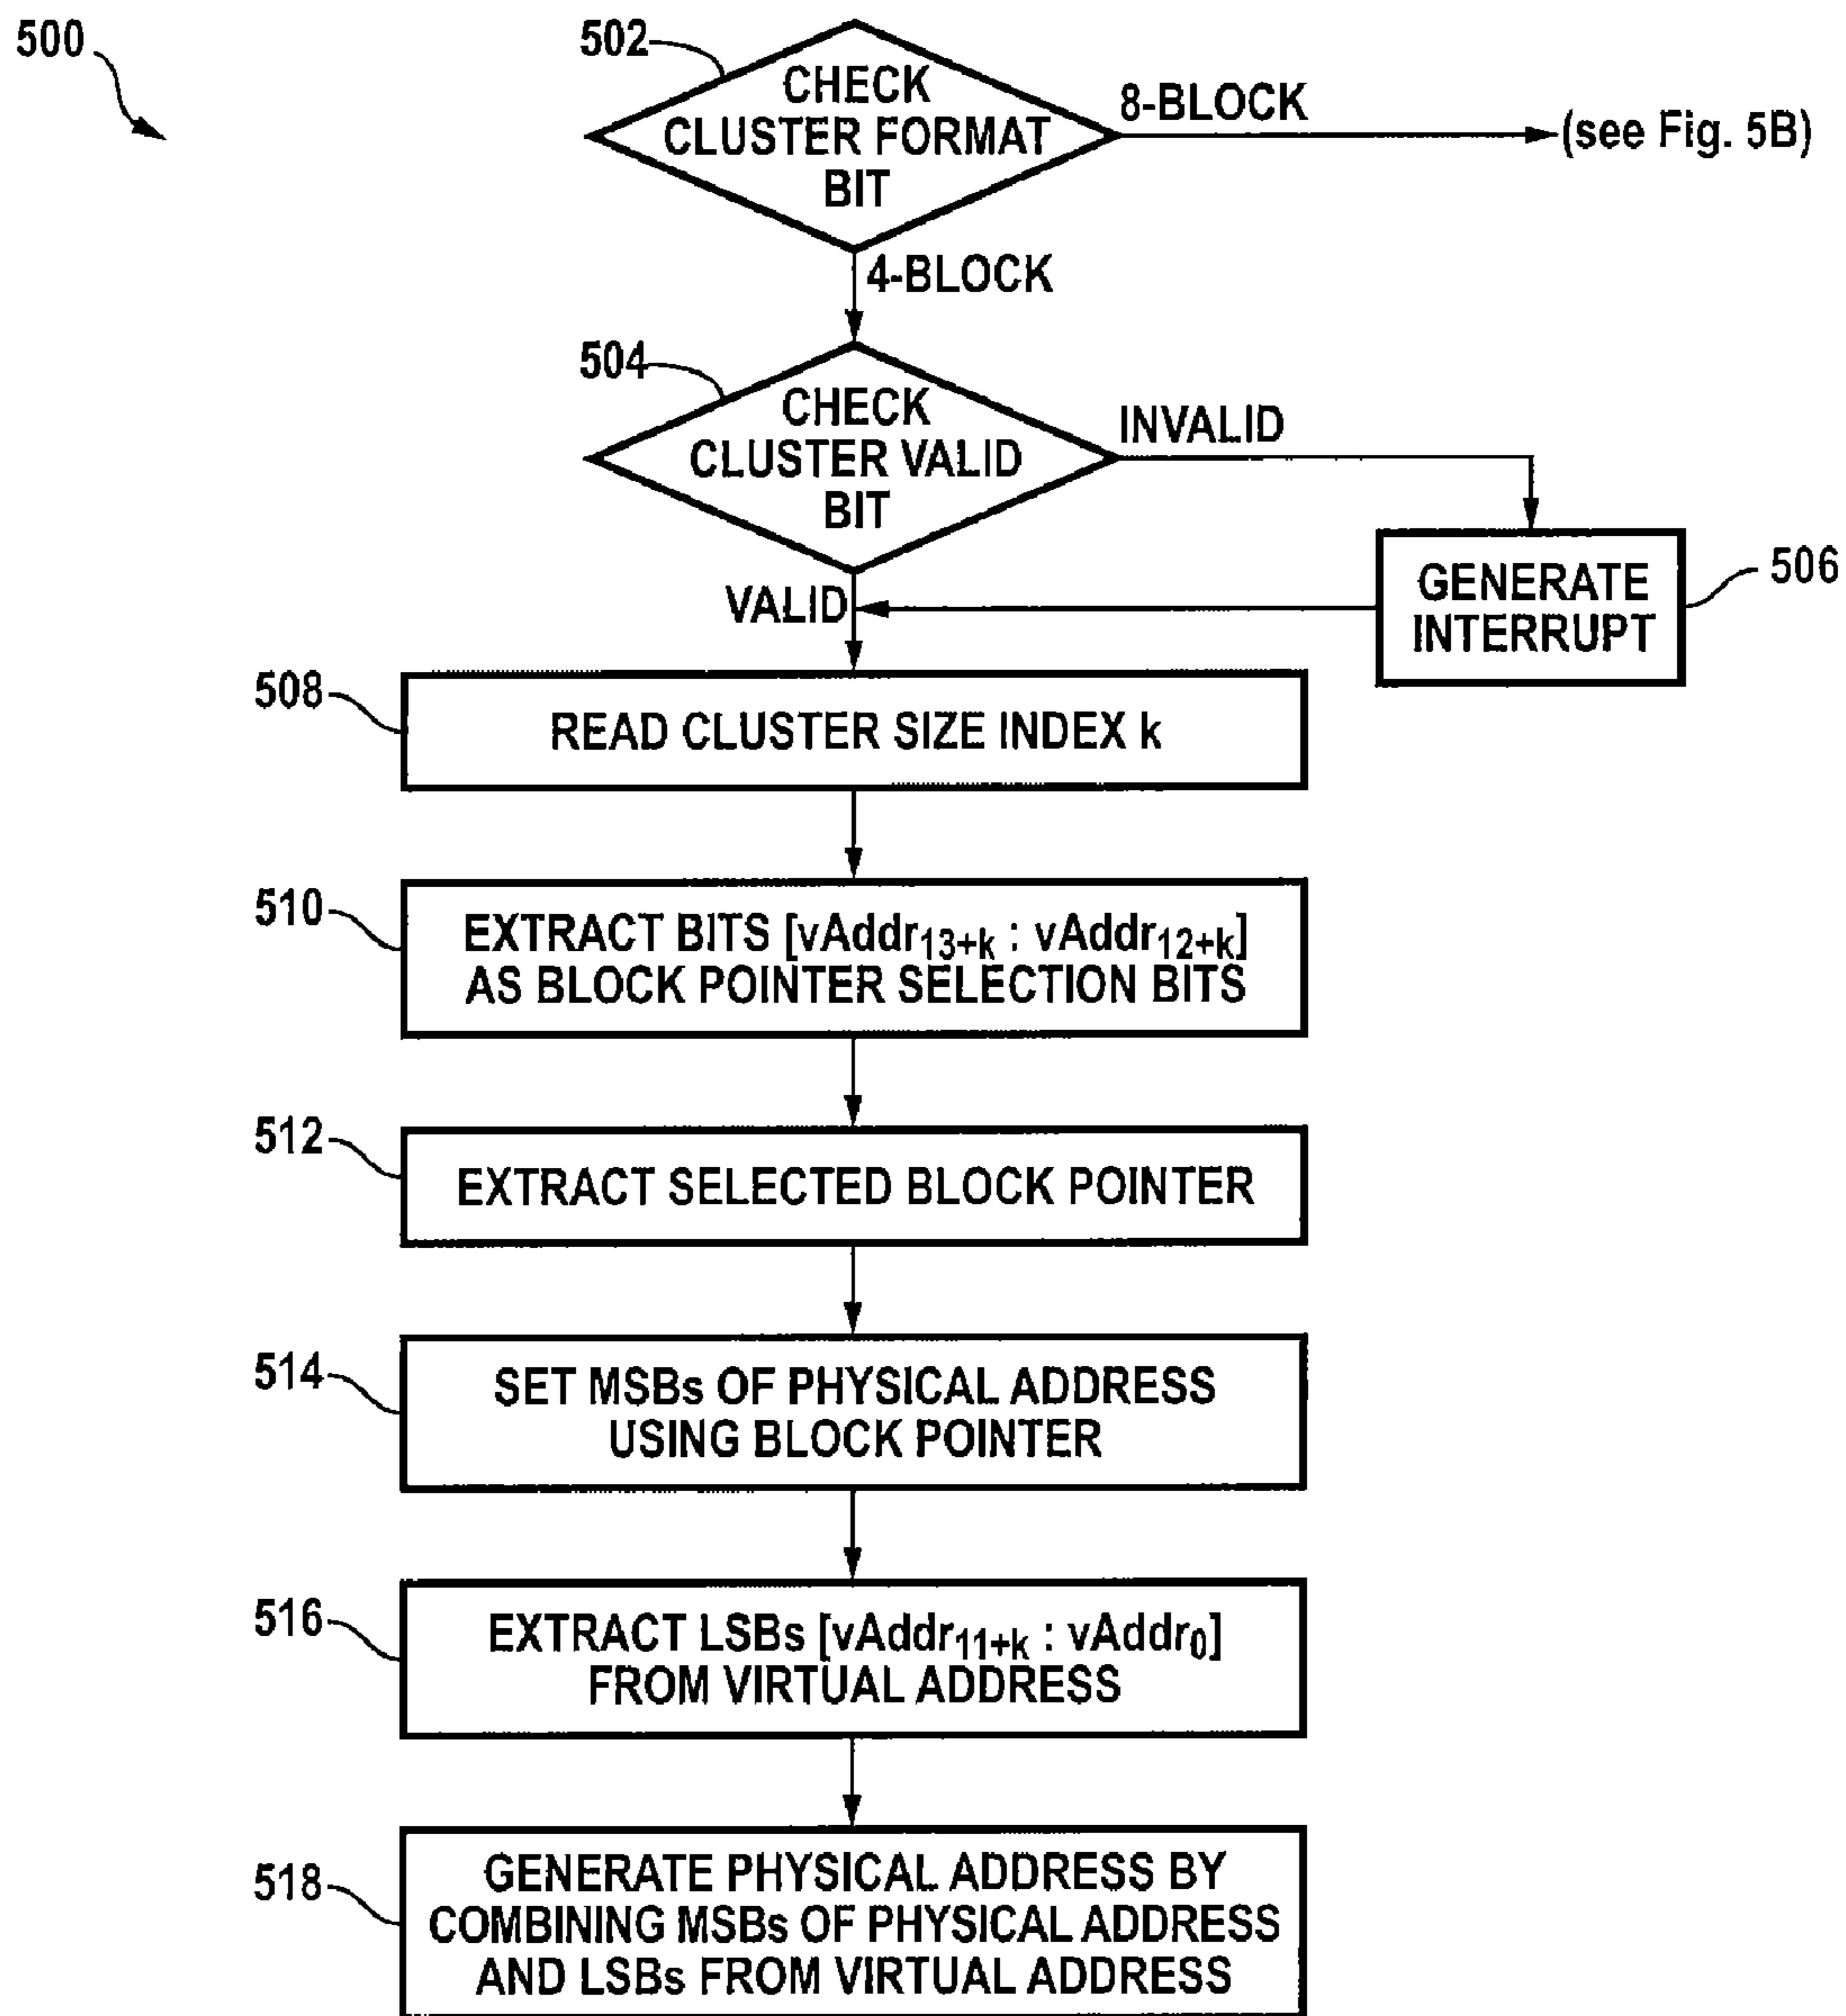 500
502
CHECK
CLUSTER FORMAT
BIT
8-BLOCK
(see Fig. 5B)
4-BLOCK
504
CHECK
CLUSTER VALID
BIT
INVALID
VALID
GENERATE
INTERRUPT
506
508
READ CLUSTER SIZE INDEX k
510
EXTRACT BITS [vAddr13+k : vAddr12+k]
AS BLOCK POINTER SELECTION BITS
512
EXTRACT SELECTED BLOCK POINTER
514
SET MSBs OF PHYSICAL ADDRESS
USING BLOCK POINTER
516
EXTRACT LSBs [vAddr11+k : vAddr0]
FROM VIRTUAL ADDRESS
518
GENERATE PHYSICAL ADDRESS BY
COMBINING MSBs OF PHYSICAL ADDRESS
AND LSBs FROM VIRTUAL ADDRESS